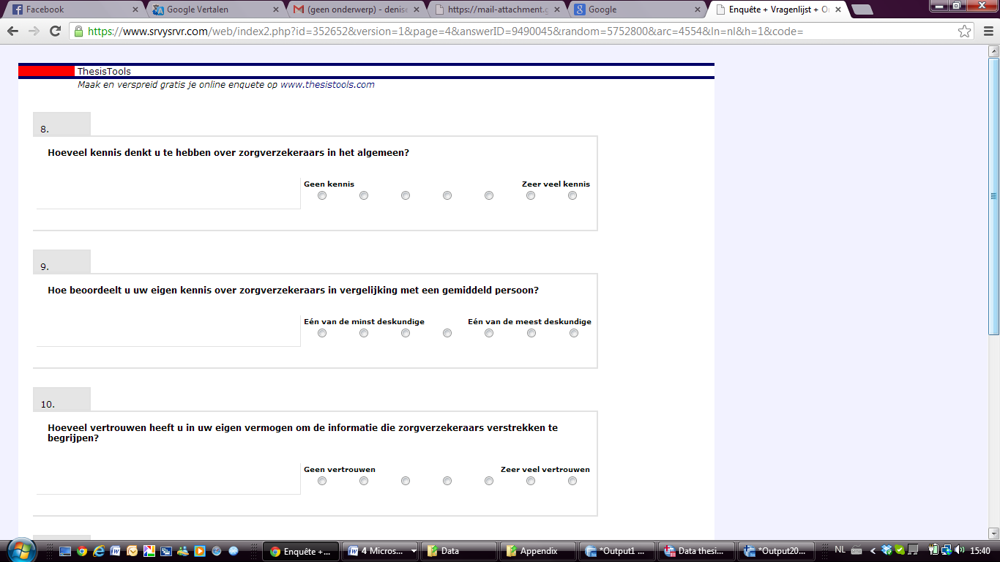 Facebook
Google Vertalen
(geen onderwerp) - denise
https://mail-attachment.g
Google
Enquête + Vragenlijst + O
https://www.srvysrvr.com/web/index2.php?id=352652&version=1&page=4&answerID=9490045&random=5752800&arc=4554&ln=nl&h=1&code=
ThesisTools
Maak en verspreid gratis je online enquete op www.thesistools.com
8.
Hoeveel kennis denkt u te hebben over zorgverzekeraars in het algemeen?
Geen kennis Zeer veel kennis
9.
Hoe beoordeelt u uw eigen kennis over zorgverzekeraars in vergelijking met een gemiddeld persoon?
Eén van de minst deskundige Eén van de meest deskundige
10.
Hoeveel vertrouwen heeft u in uw eigen vermogen om de informatie die zorgverzekeraars verstrekken te
begrijpen?
Geen vertrouwen Zeer veel vertrouwen
Enquête +... 4 Micros... Data Appendix *Output1 ... Data thesi... *Output20... NL 15:40